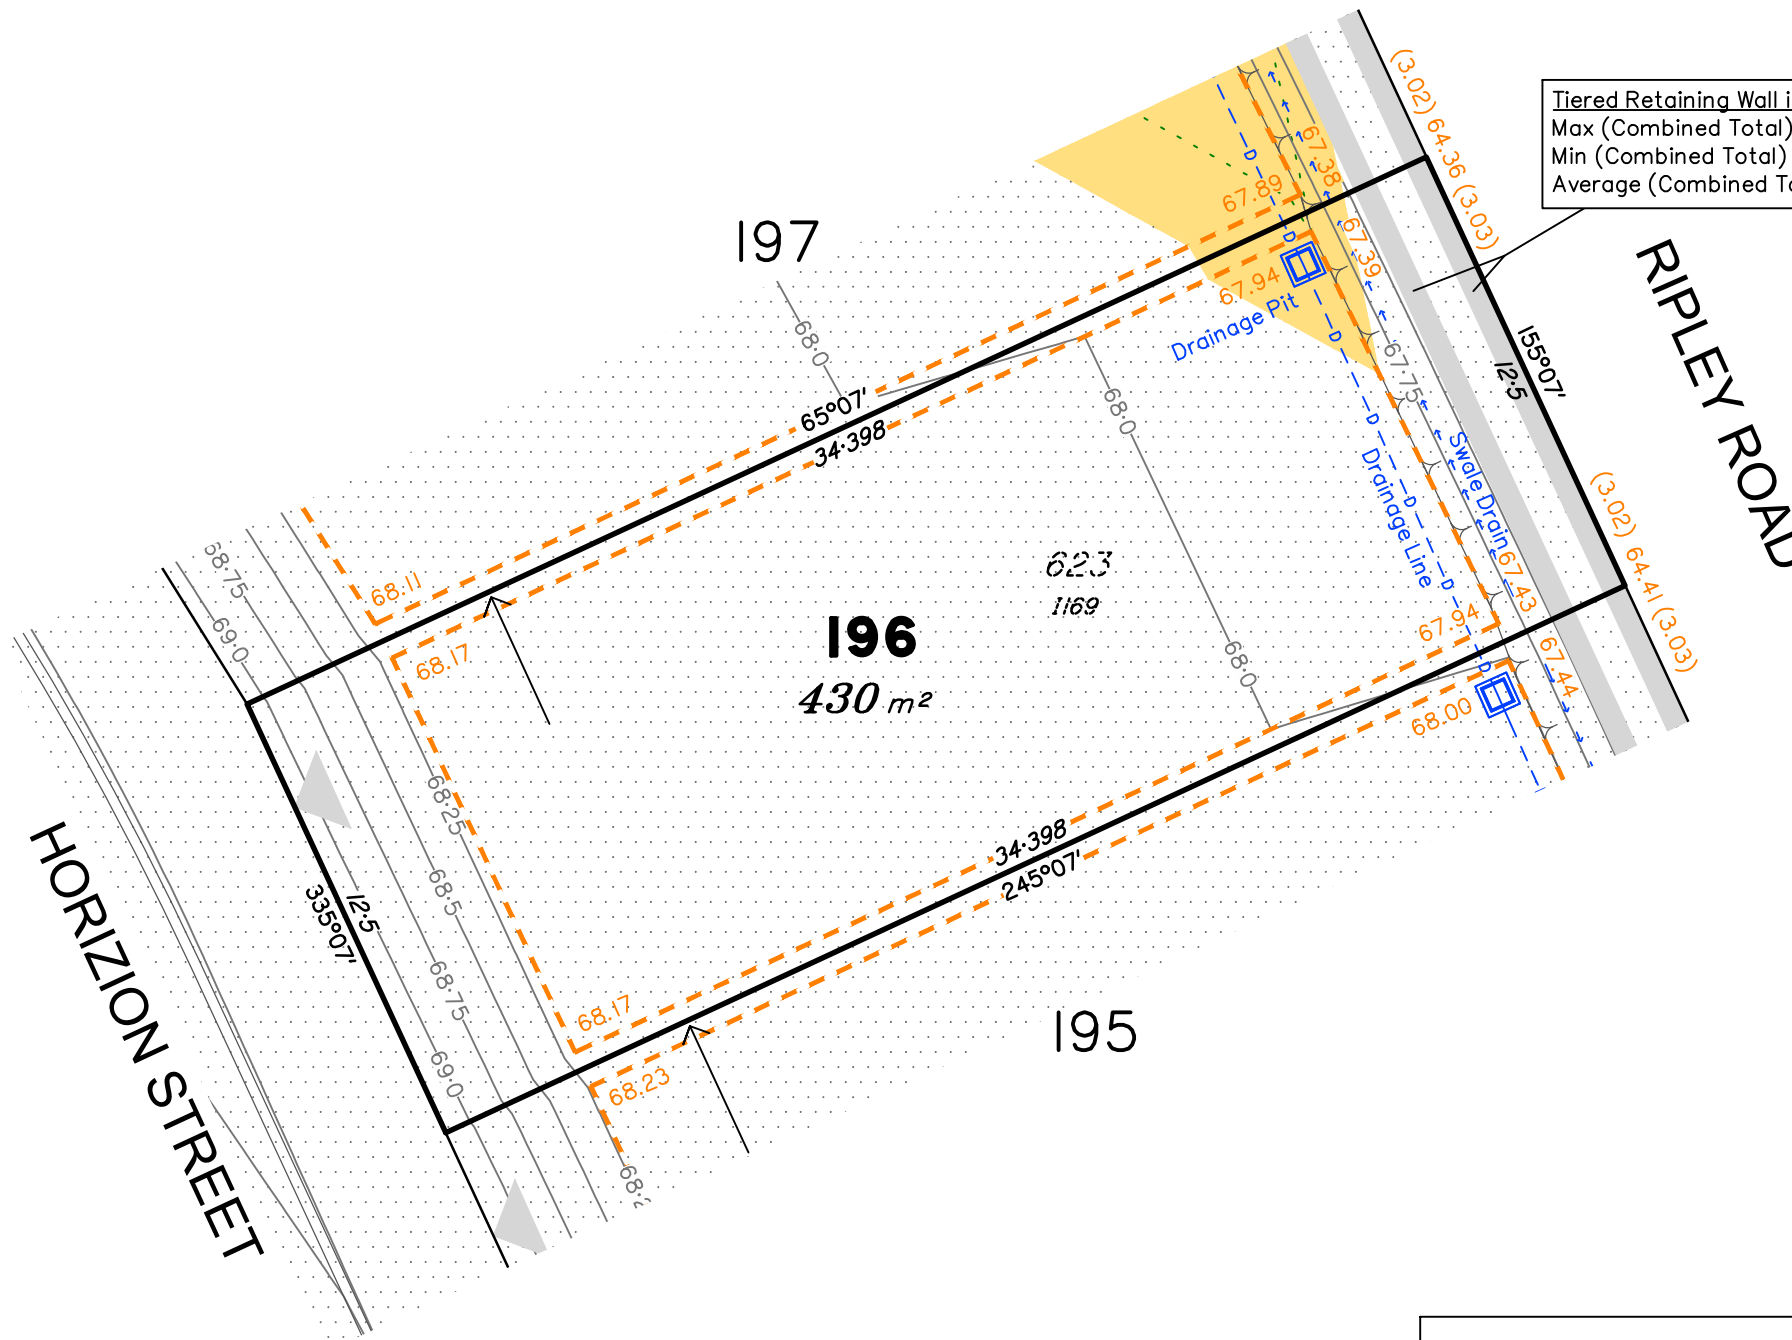 (3.02) 64.36 (3.03)
Tiered Retaining Wall i
Max (Combined Total)
Min (Combined Total)
Average (Combined To
RIPLEY ROAD
67.38
67.89
67.39
67.94
Drainage Pit
197
68·0
65°07'
34·398
68·0
67·75
155°07'
12·5
Swale Drain
Drainage Line
67.43
67.94
(3.02) 64.41 (3.03)
67.44
68.00
68·75
69·0
68.11
68.17
623
1169
196
430 m²
68·0
68·25
68·5
68·75
69·0
12·5
335°07'
34·398
245°07'
68.17
68.23
195
HORIZION STREET
D
D
D
D
D
D
D